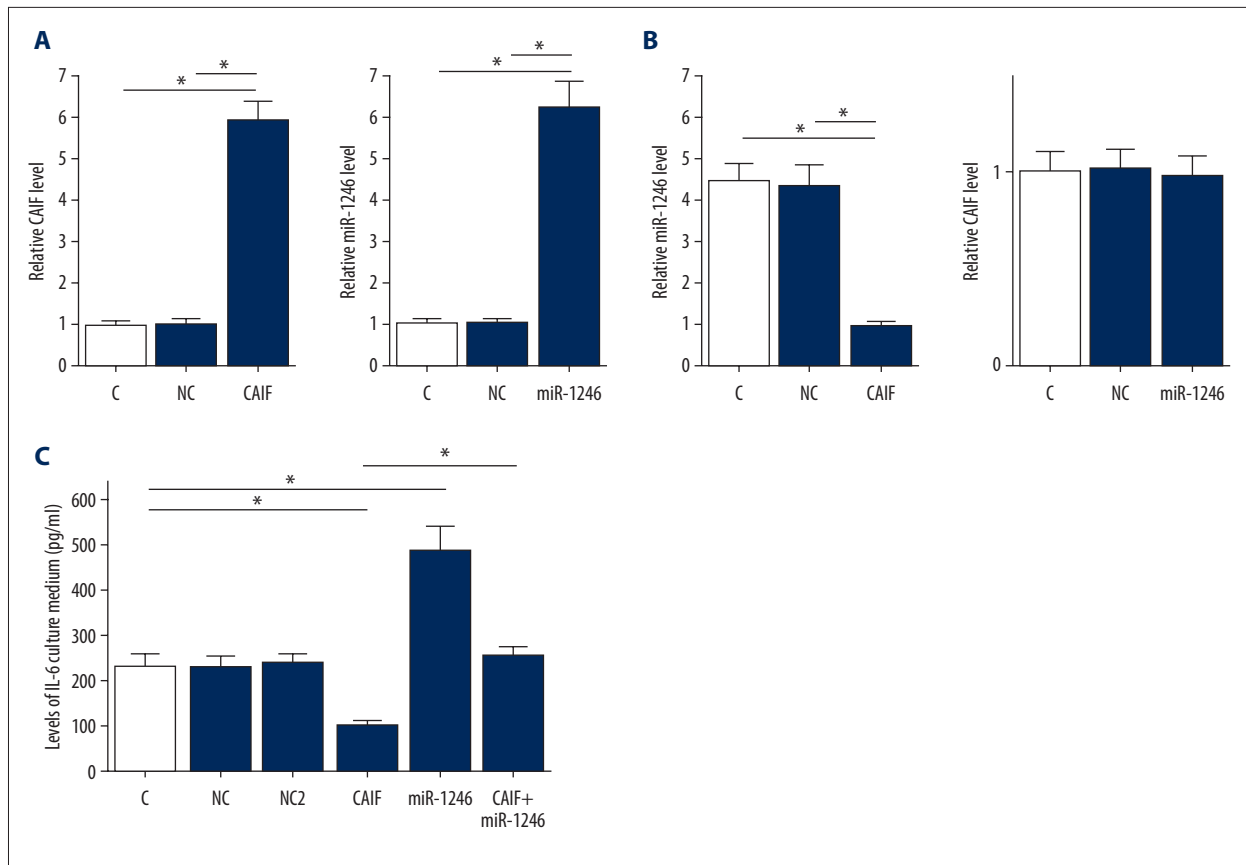 A
Relative CAIF level
7
6
5
4
3
2
1
0
* *
C NC CAIF
Relative miR-1246 level
7
6
5
4
3
2
1
0
* *
C NC miR-1246
B
Relative miR-1246 level
7
6
5
4
3
2
1
0
* *
C NC CAIF
Relative CAIF level
1
0
C NC miR-1246
C
Levels of IL-6 culture medium (pg/ml)
600
500
400
300
200
100
0
*
*
*
C NC NC2 CAIF miR-1246 CAIF+
miR-1246